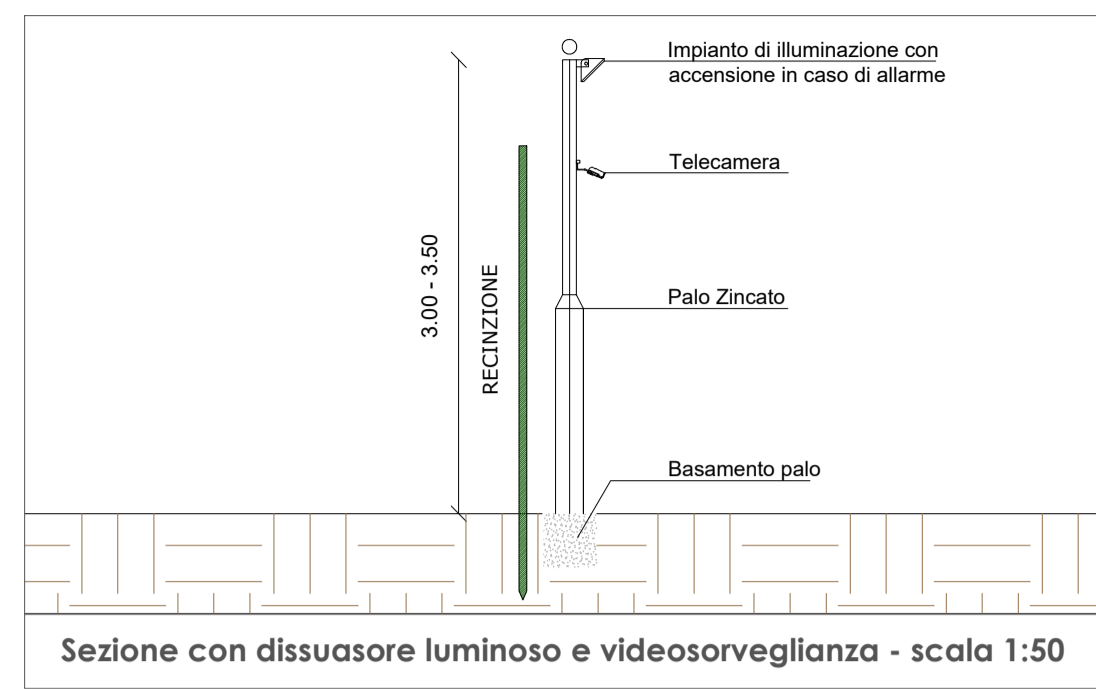 Impianto di illuminazione con
accensione in caso di allarme
Telecamera
3.00 - 3.50
RECINZIONE
Palo Zincato
Basamento palo
Sezione con dissuasore luminoso e videosorveglianza - scala 1:50